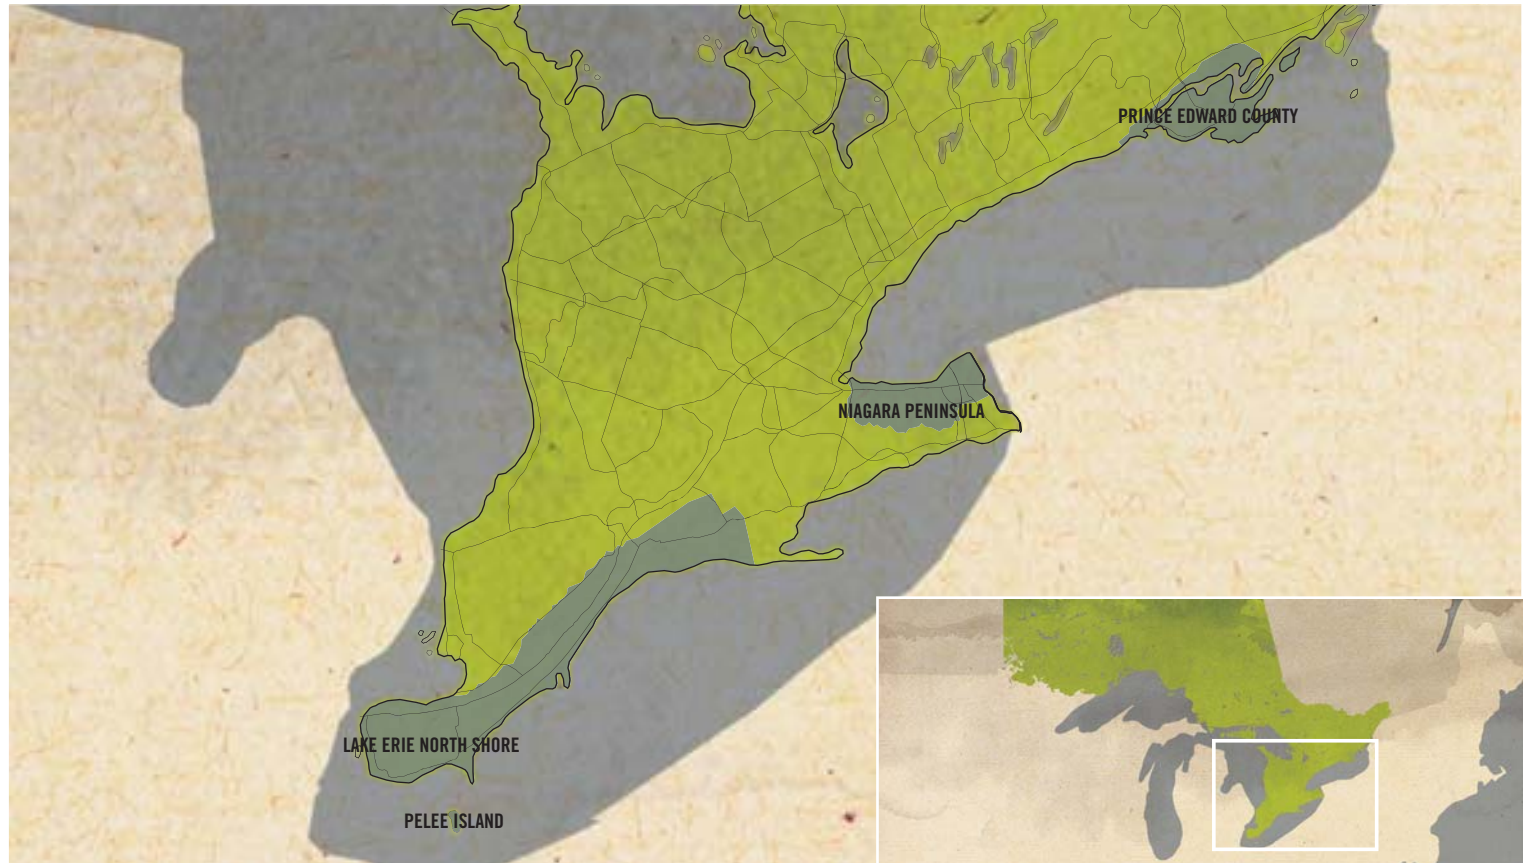 PRINCE EDWARD COUNTY
NIAGARA PENINSULA
LAKE ERIE NORTH SHORE
PELEE ISLAND